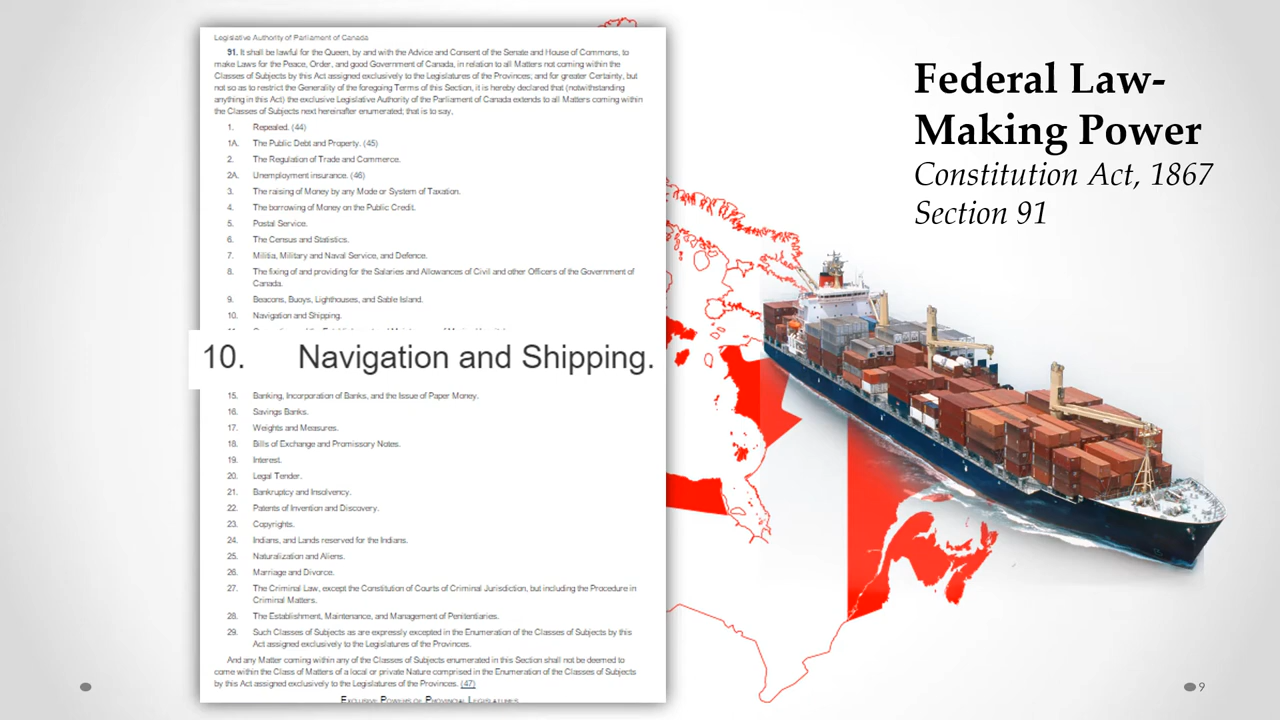 Legislative Authority of Parliament of Canada
91. It shall be lawful for the Queen, by and with the Advice and Consent of the Senate and House of Commons, to
make Laws for the Peace, Order, and good Government of Canada, in relation to all Matters not coming within the
Classes of Subjects by this Act assigned exclusively to the Legislatures of the Provinces; and for greater Certainty, but
not so as to restrict the Generality of the foregoing Terms of this Section, it is hereby declared that (notwithstanding
anything in this Act) the exclusive Legislative Authority of the Parliament of Canada extends to all Matters coming within
the Classes of Subjects next hereinafter enumerated; that is to say,
1. Repealed. (44)
1A. The Public Debt and Property. (45)
2. The Regulation of Trade and Commerce.
2A. Unemployment insurance. (46)
3. The raising of Money by any Mode or System of Taxation.
4. The borrowing of Money on the Public Credit.
5. Postal Service.
6. The Census and Statistics.
7. Militia, Military and Naval Service, and Defence.
8. The fixing of and providing for the Salaries and Allowances of Civil and other Officers of the Government of
Canada.
9. Beacons, Buoys, Lighthouses, and Sable Island.
10. Navigation and Shipping.
10. Navigation and Shipping.
15. Banking, Incorporation of Banks, and the Issue of Paper Money.
16. Savings Banks.
17. Weights and Measures.
18. Bills of Exchange and Promissory Notes.
19. Interest.
20. Legal Tender.
21. Bankruptcy and Insolvency.
22. Patents of Invention and Discovery.
23. Copyrights.
24. Indians, and Lands reserved for the Indians.
25. Naturalization and Aliens.
26. Marriage and Divorce.
27. The Criminal Law, except the Constitution of Courts of Criminal Jurisdiction, but including the Procedure in
Criminal Matters.
28. The Establishment, Maintenance, and Management of Penitentiaries.
29. Such Classes of Subjects as are expressly excepted in the Enumeration of the Classes of Subjects by this
Act assigned exclusively to the Legislatures of the Provinces.
And any Matter coming within any of the Classes of Subjects enumerated in this Section shall not be deemed to
come within the Class of Matters of a local or private Nature comprised in the Enumeration of the Classes of Subjects
by this Act assigned exclusively to the Legislatures of the Provinces. (47)
Exclusive Powers of Provincial Legislatures
Federal Law-
Making Power
Constitution Act, 1867
Section 91
9